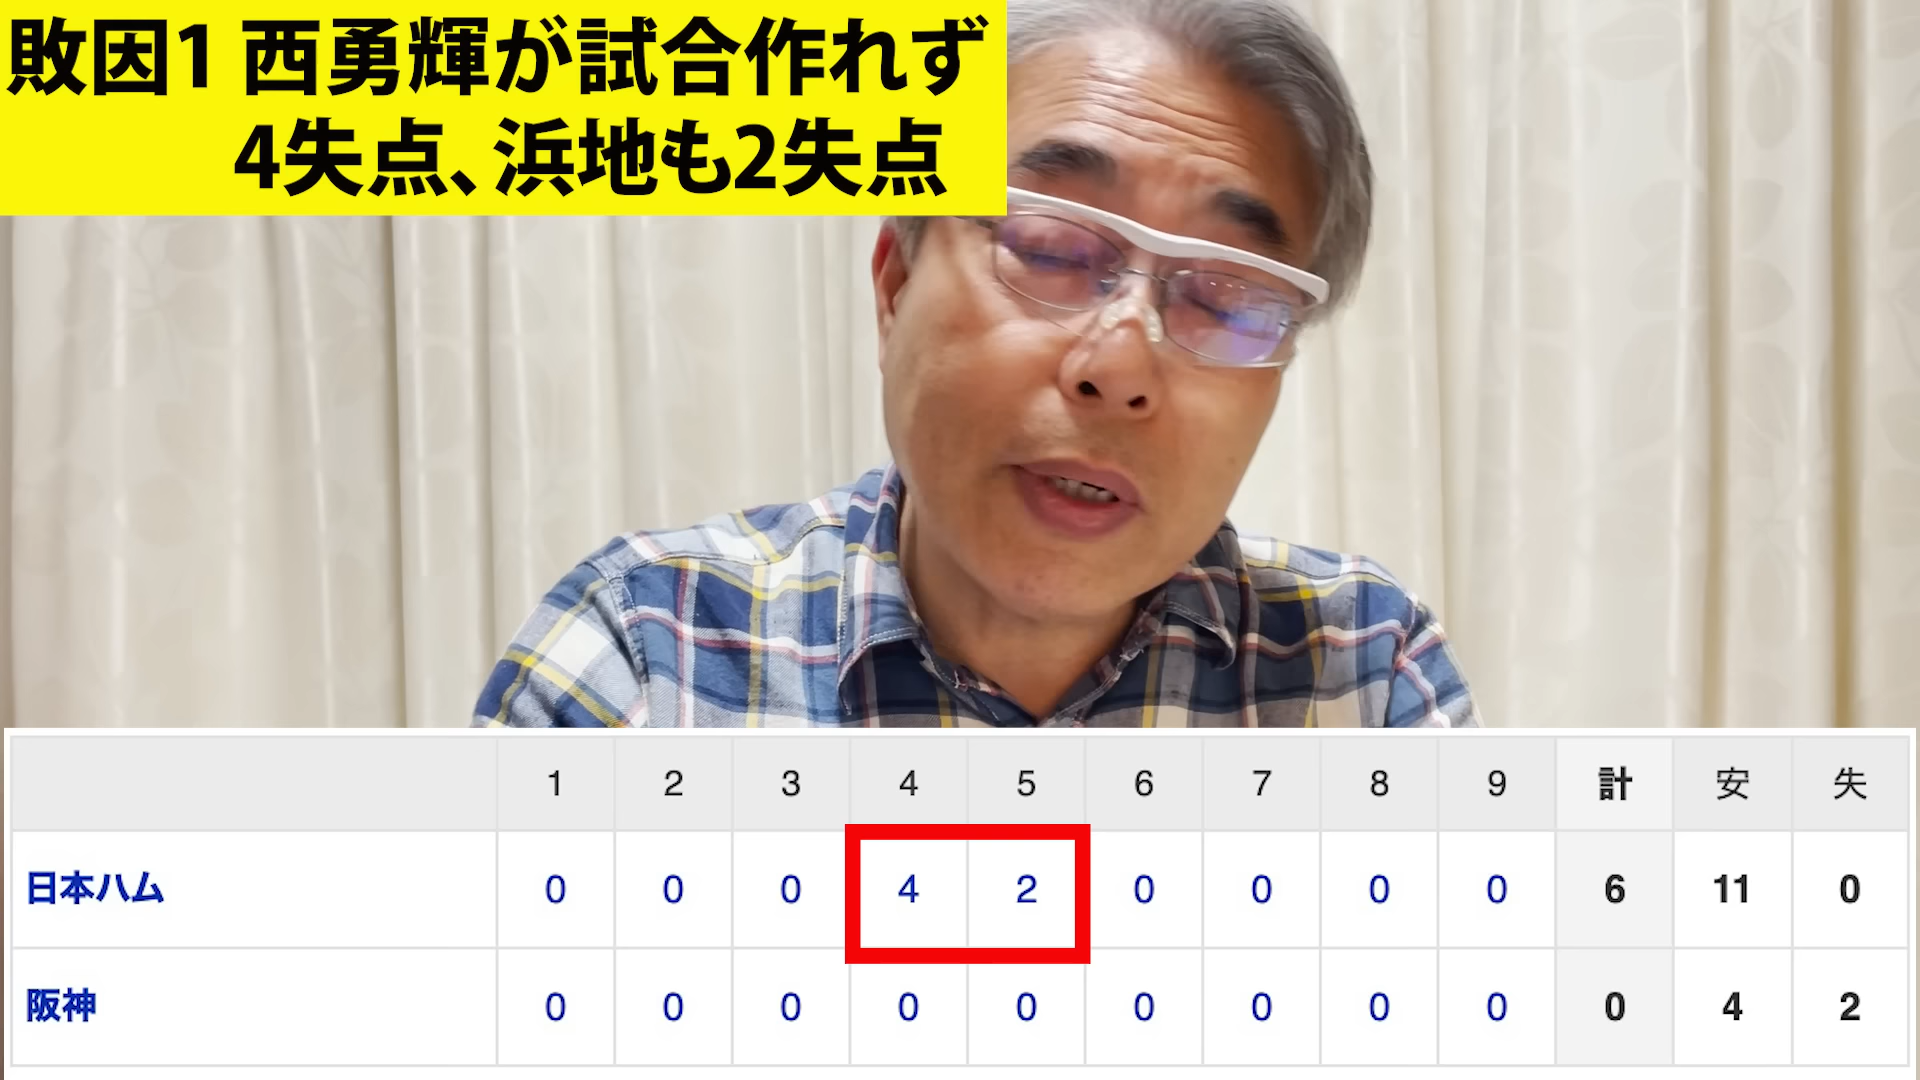 敗因1 西勇輝が試合作れず
4失点、浜地も2失点
1 2 3 4 5 6 7 8 9 計 安 失
日本ハム 0 0 0 4 2 0 0 0 0 6 11 0
阪神 0 0 0 0 0 0 0 0 0 0 4 2